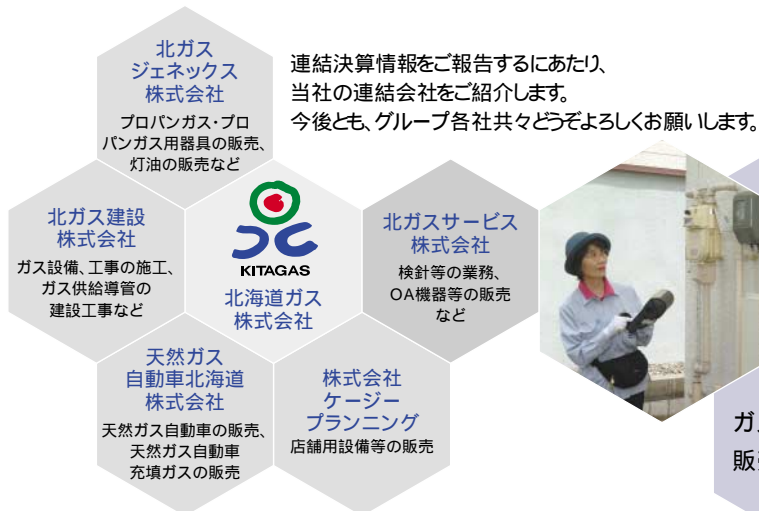 連結決算情報をご報告するにあたり、
当社の連結会社をご紹介します。
今後とも、グループ各社共々どうぞよろしくお願いします。
北ガス
ジェネックス
株式会社
プロパンガス・プロ
パンガス用器具の販売、
灯油の販売など
北ガス建設
株式会社
ガス設備、工事の施工、
ガス供給導管の
建設工事など
KITAGAS
北海道ガス
株式会社
北ガスサービス
株式会社
検針等の業務、
OA機器等の販売
など
天然ガス
自動車北海道
株式会社
天然ガス自動車の販売、
天然ガス自動車
充填ガスの販売
株式会社
ケージー
プランニング
店舗用設備等の販売